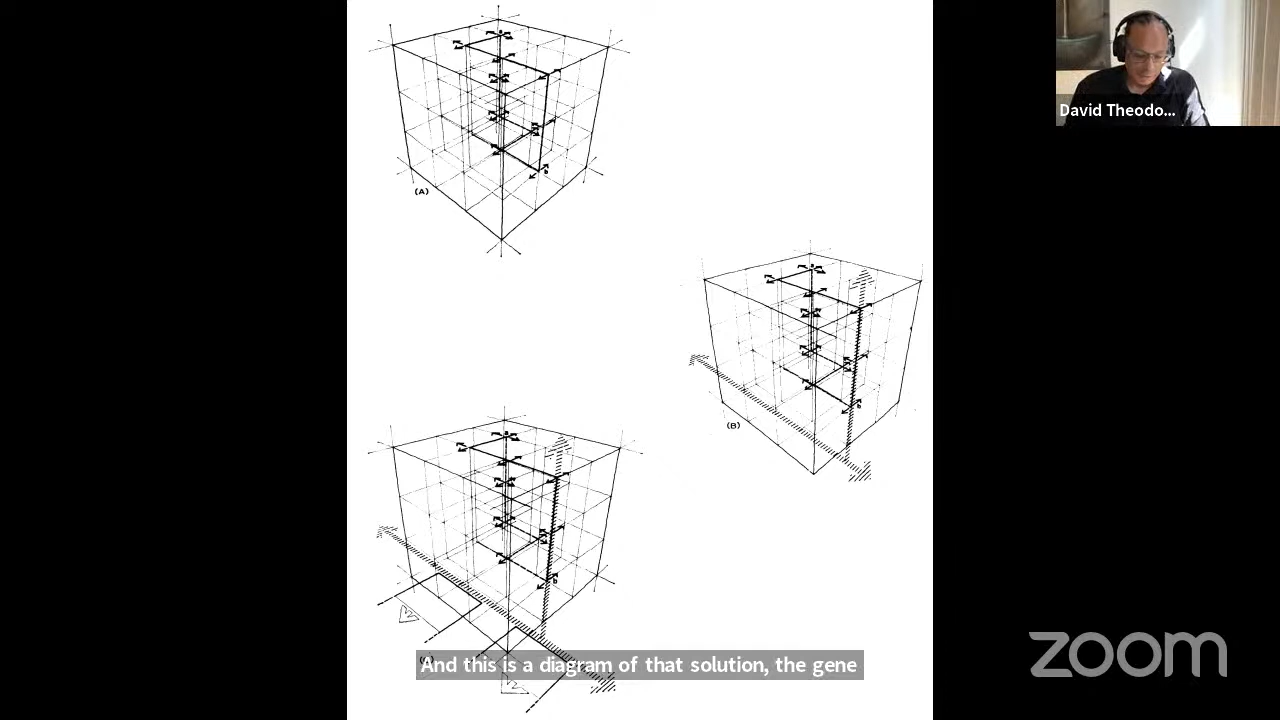 David Theodo...
(A)
(B)
And this is a diagram of that solution, the gene
zoom